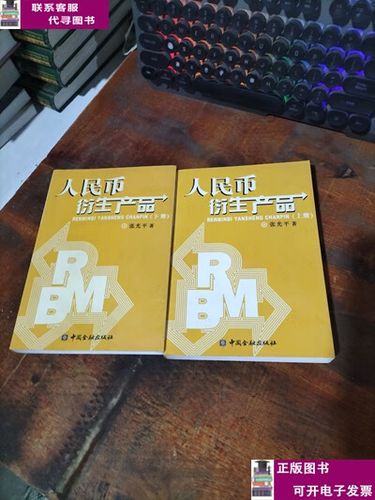 联系客服
代寻图书
人民币
衍生产品
RENMINBI YANSHENG CHANPIN（下册）
张光平 著
RBM
中国金融出版社
人民币
衍生产品
RENMINBI YANSHENG CHANPIN（上册）
张光平 著
RBM
中国金融出版社
正版图书
可开电子发票